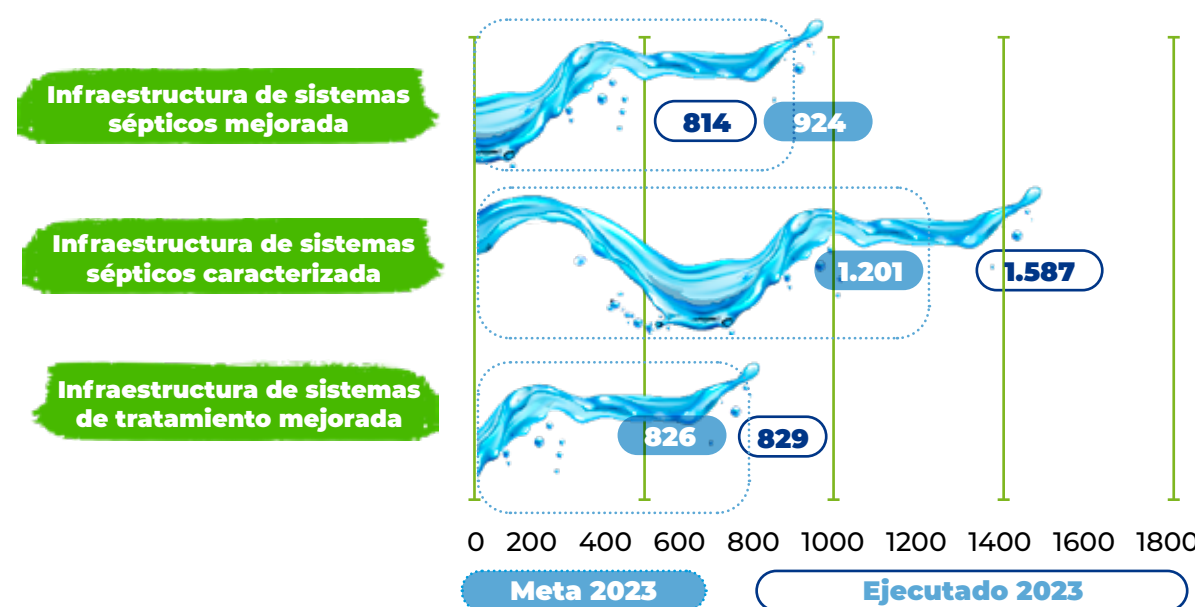 Infraestructura de sistemas
sépticos mejorada
814
924
Infraestructura de sistemas
sépticos caracterizada
1.201
1.587
Infraestructura de sistemas
de tratamiento mejorada
826
829
0 200 400 600 800 1000 1200 1400 1600 1800
Meta 2023
Ejecutado 2023